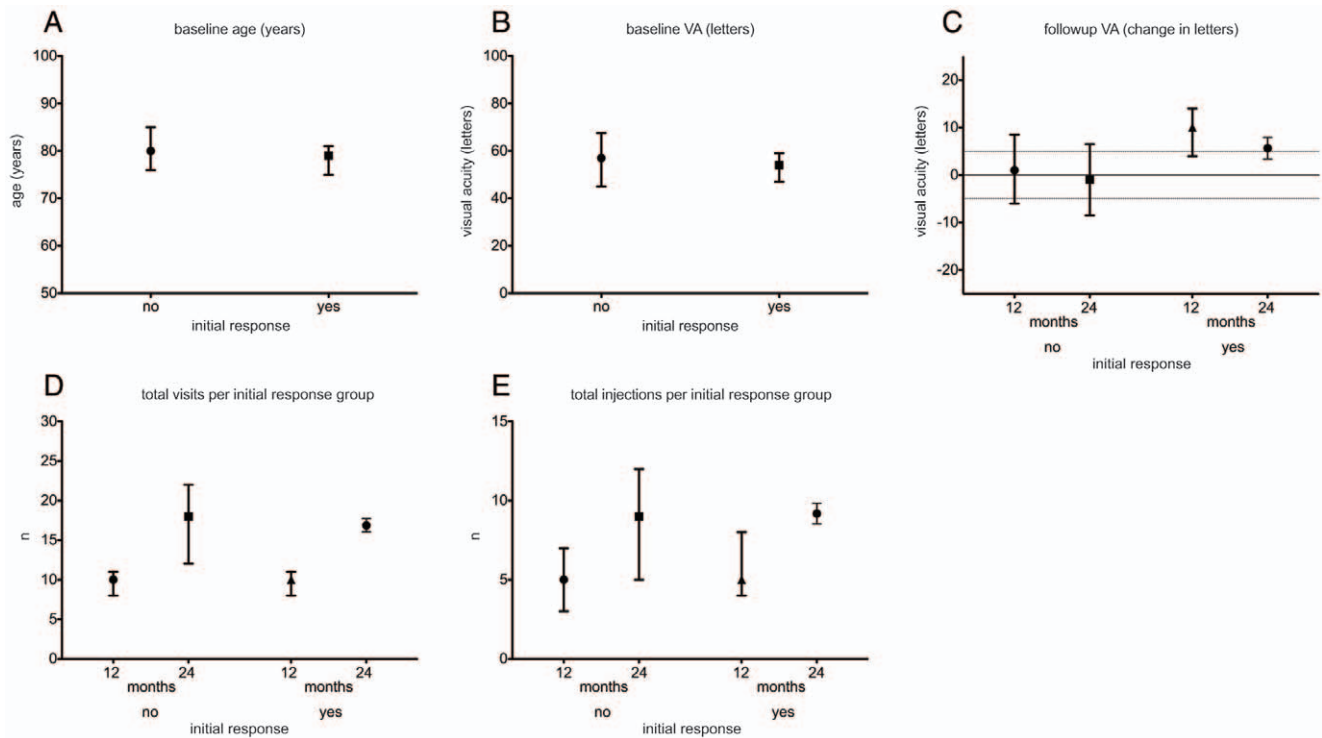 A
baseline age (years)
100
90
80
70
60
50
age (years)
no
yes
initial response
B
baseline VA (letters)
100
80
60
40
20
0
visual acuity (letters)
no
yes
initial response
C
followup VA (change in letters)
20
10
0
-10
-20
visual acuity (letters)
12 24 12 24
months months
no yes
initial response
D
total visits per initial response group
30
25
20
15
10
5
0
n
12 24 12 24
months months
no yes
initial response
E
total injections per initial response group
15
10
5
0
n
12 24 12 24
months months
no yes
initial response